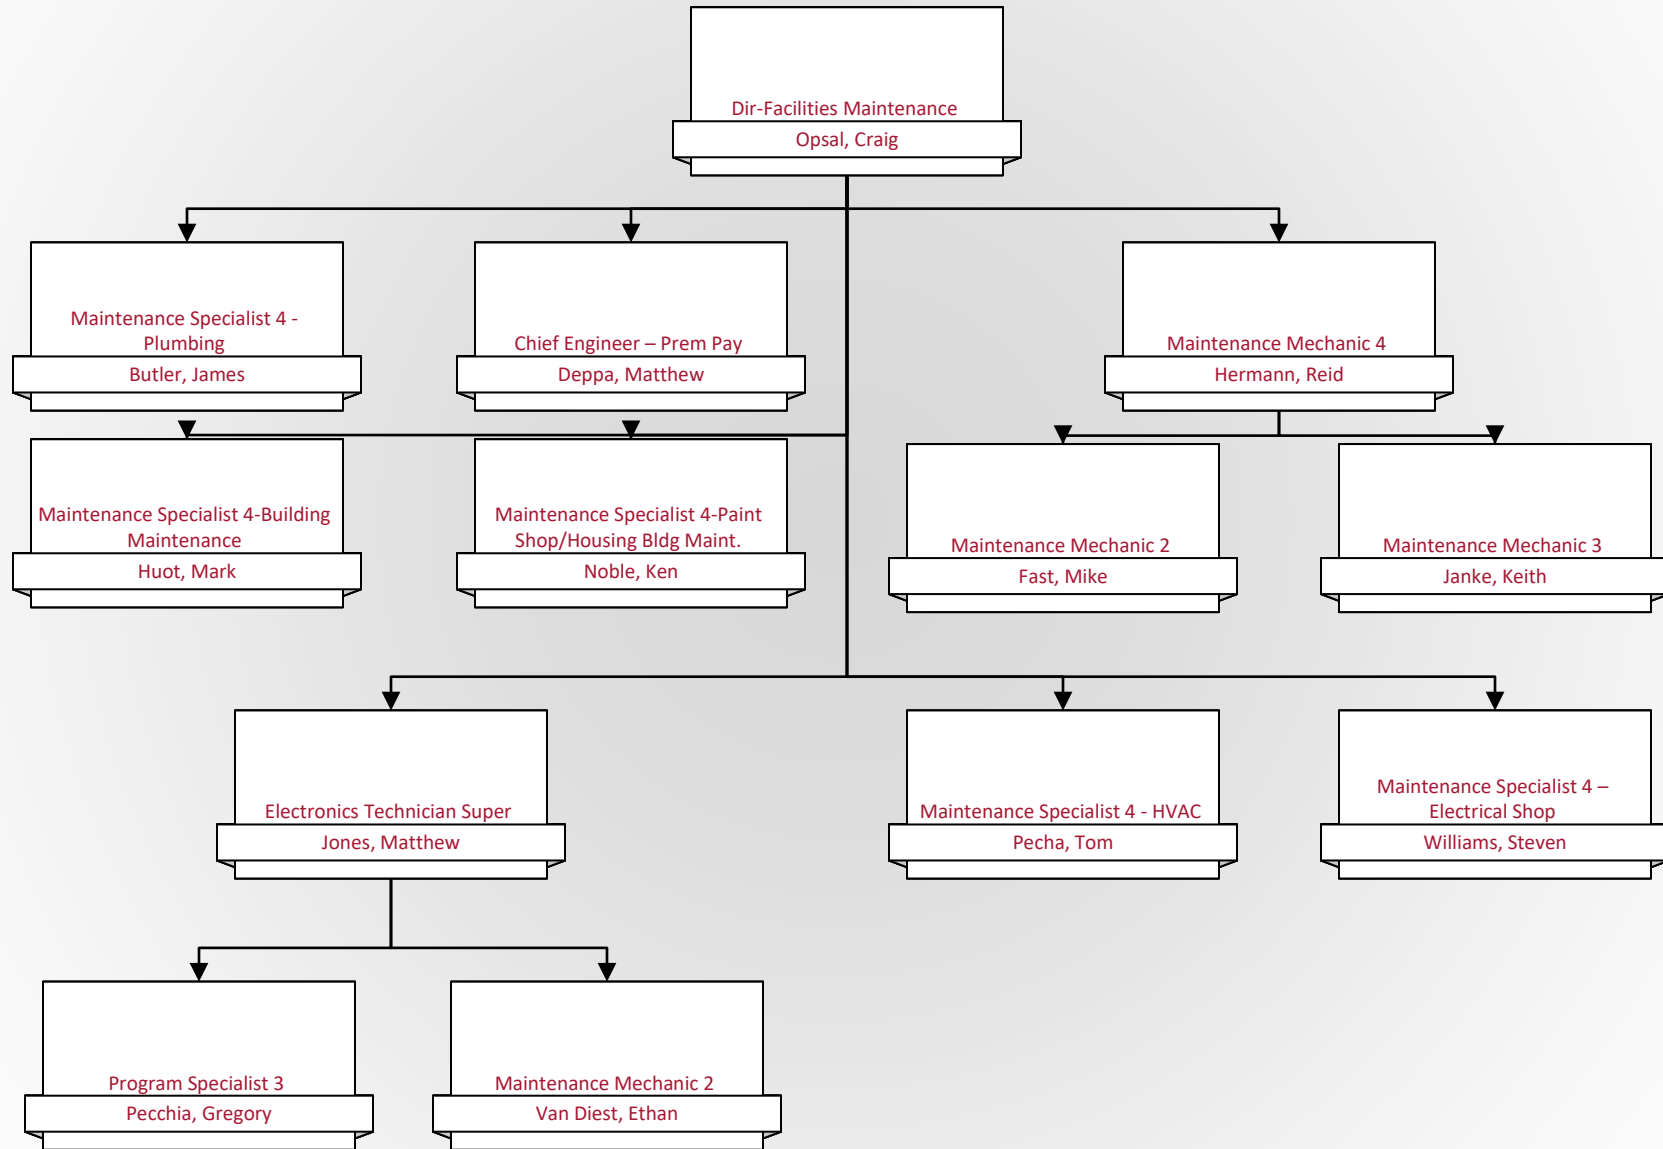 Dir-Facilities Maintenance
Opsal, Craig
Maintenance Specialist 4 -
Plumbing
Butler, James
Chief Engineer – Prem Pay
Deppa, Matthew
Maintenance Mechanic 4
Hermann, Reid
Maintenance Specialist 4-Building
Maintenance
Huot, Mark
Maintenance Specialist 4-Paint
Shop/Housing Bldg Maint.
Noble, Ken
Maintenance Mechanic 2
Fast, Mike
Maintenance Mechanic 3
Janke, Keith
Electronics Technician Super
Jones, Matthew
Maintenance Specialist 4 - HVAC
Pecha, Tom
Maintenance Specialist 4 –
Electrical Shop
Williams, Steven
Program Specialist 3
Pecchia, Gregory
Maintenance Mechanic 2
Van Diest, Ethan